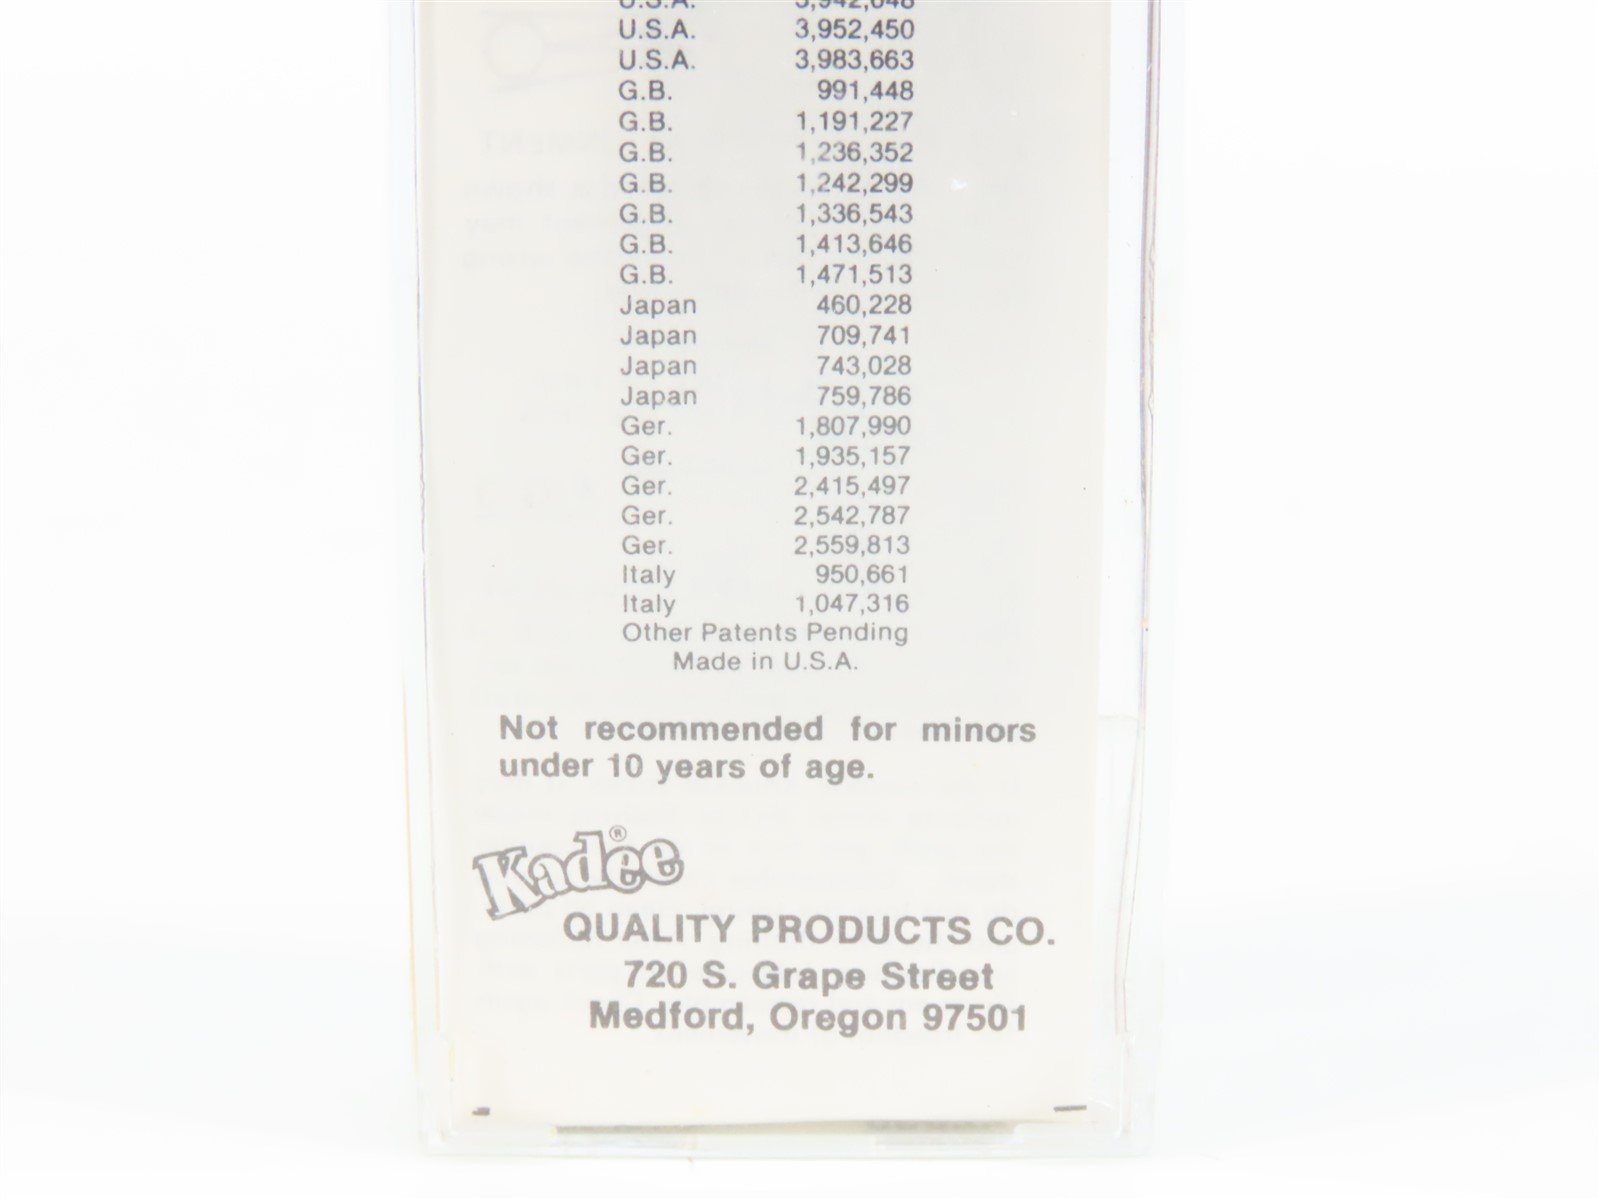 U.S.A. 3,942,648
U.S.A. 3,952,450
U.S.A. 3,983,663
G.B. 991,448
G.B. 1,191,227
G.B. 1,236,352
G.B. 1,242,299
G.B. 1,336,543
G.B. 1,413,646
G.B. 1,471,513
Japan 460,228
Japan 709,741
Japan 743,028
Japan 759,786
Ger. 1,807,990
Ger. 1,935,157
Ger. 2,415,497
Ger. 2,542,787
Ger. 2,559,813
Italy 950,661
Italy 1,047,316
Other Patents Pending
Made in U.S.A.
Not recommended for minors
under 10 years of age.
Kadee®
QUALITY PRODUCTS CO.
720 S. Grape Street
Medford, Oregon 97501